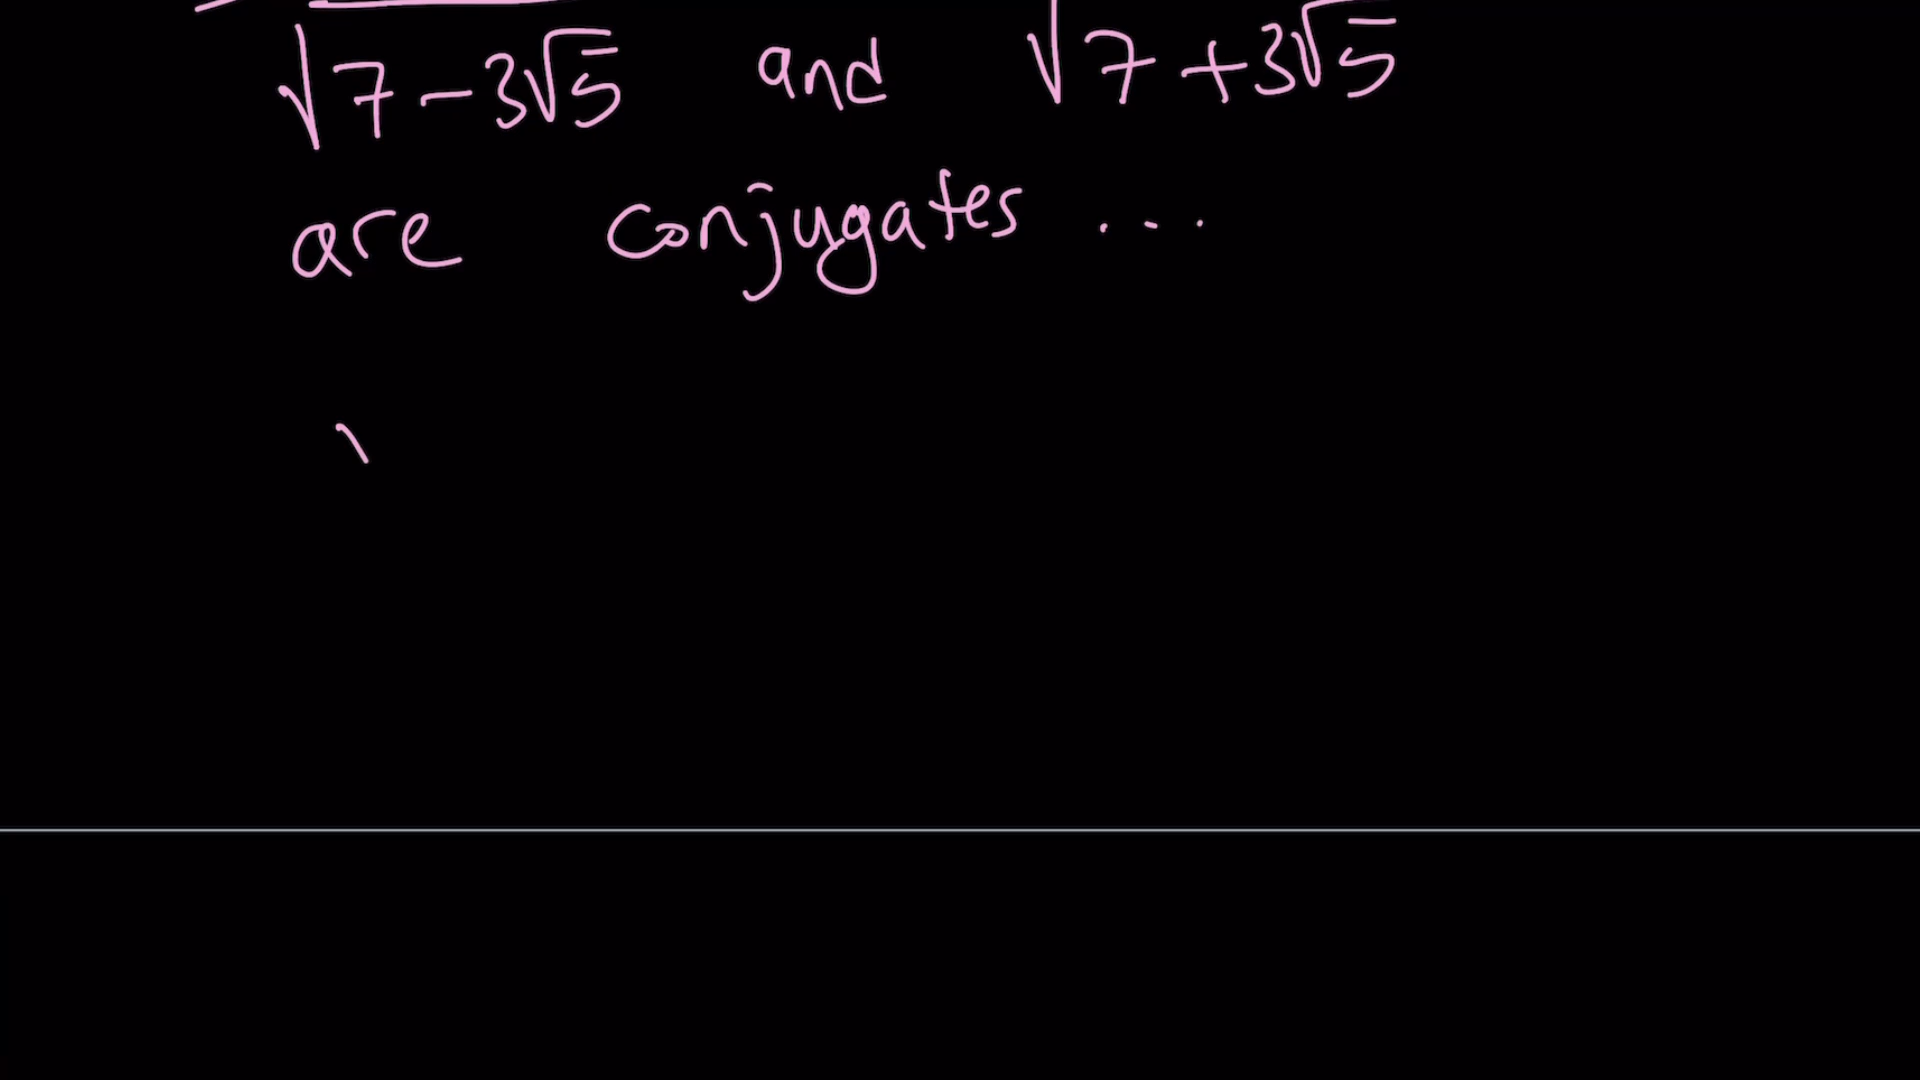 √7-3√5 and √7+3√5
are conjugates ...